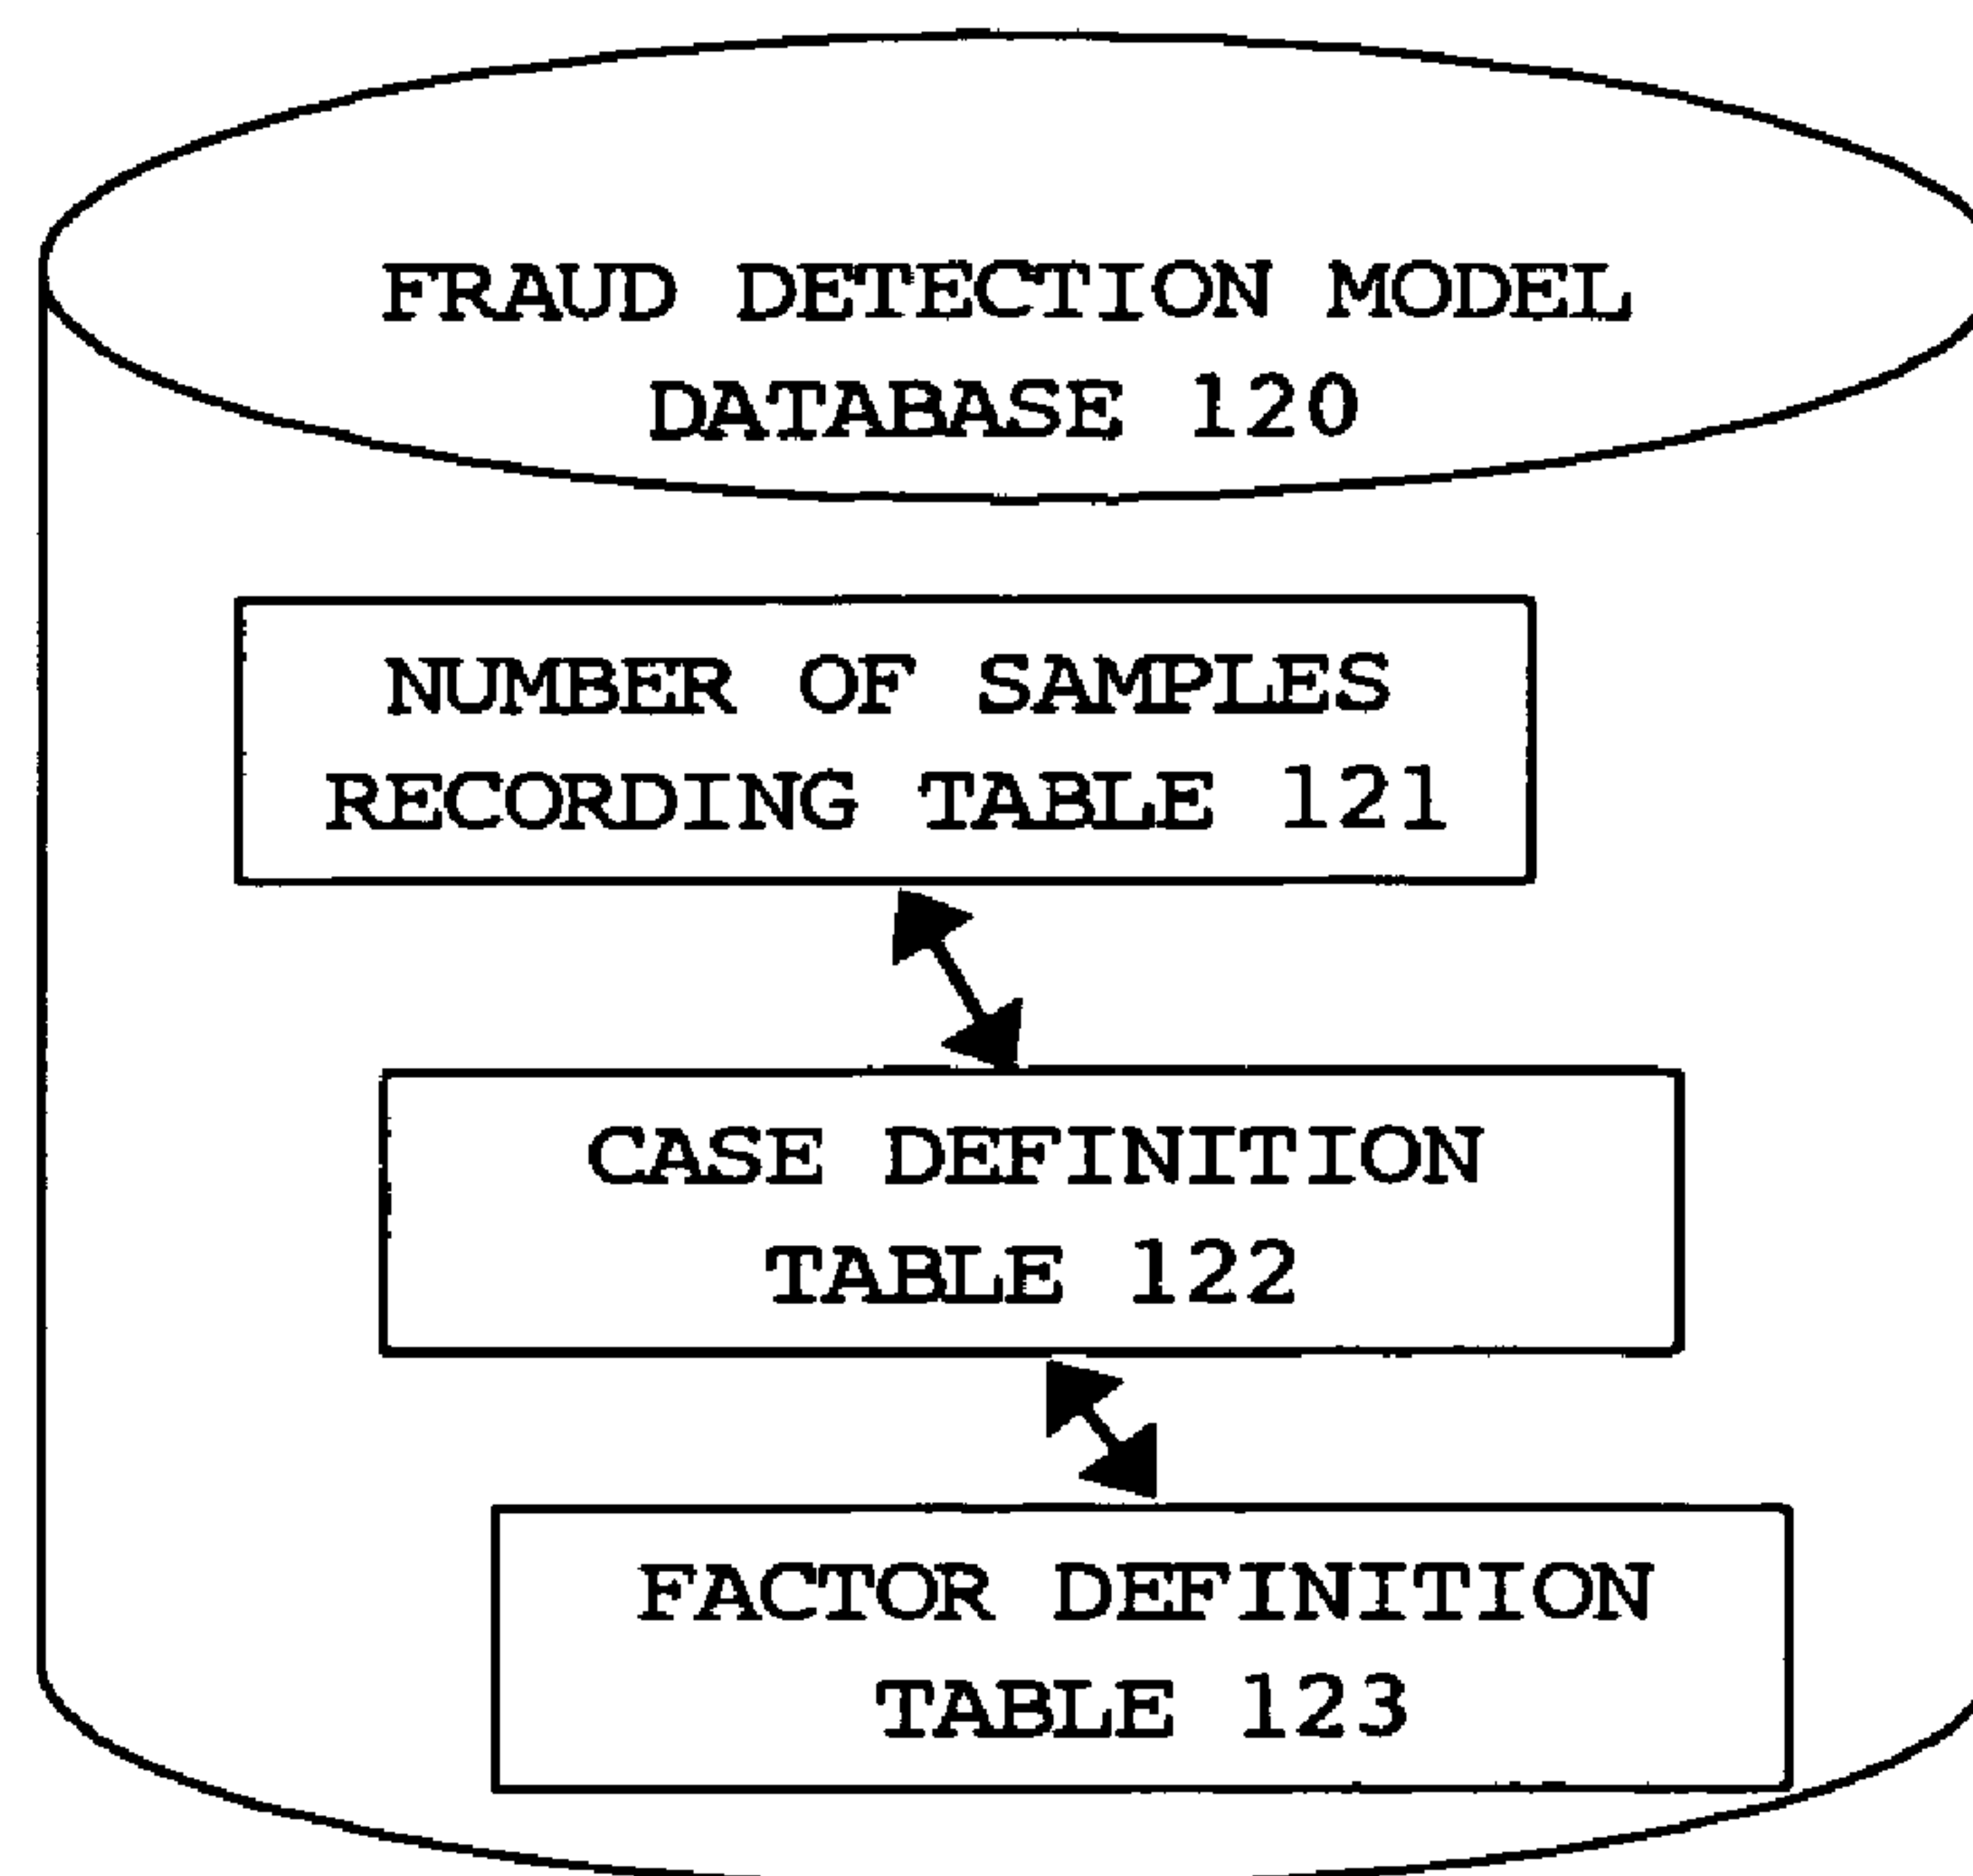 FRAUD DETECTION MODEL
DATABASE 120
NUMBER OF SAMPLES
RECORDING TABLE 121
CASE DEFINITION
TABLE 122
FACTOR DEFINITION
TABLE 123